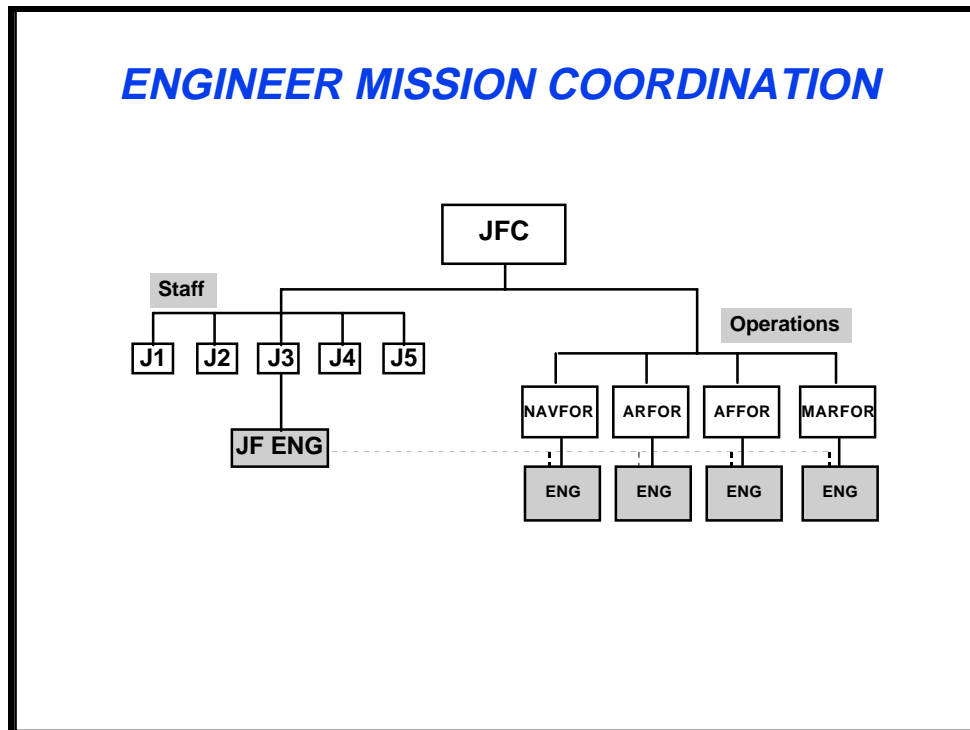 ENGINEER MISSION COORDINATION
JFC
Staff
Operations
J1 J2 J3 J4 J5
NAVFOR ARFOR AFFOR MARFOR
JF ENG
ENG ENG ENG ENG